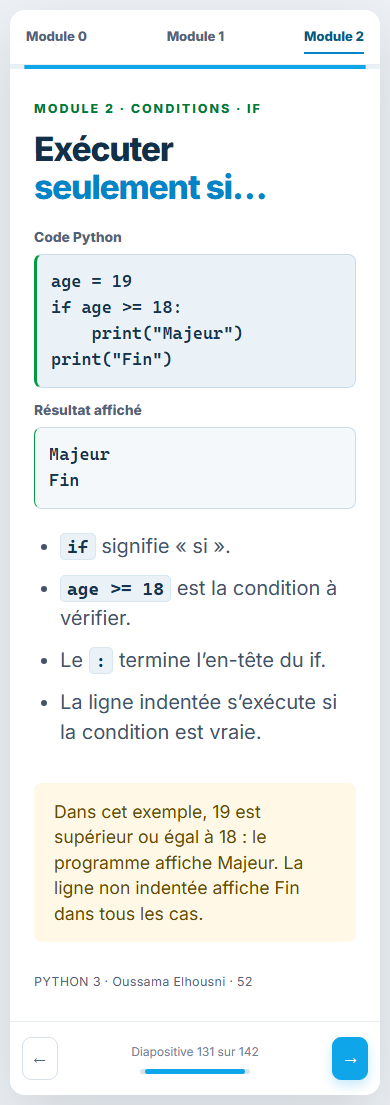 Module 0
Module 1
Module 2
MODULE 2 · CONDITIONS · IF
Exécuter
seulement si…
Code Python
age = 19
if age >= 18:
    print("Majeur")
print("Fin")
Résultat affiché
Majeur
Fin
• if signifie « si ».
• age >= 18 est la condition à
vérifier.
• Le : termine l’en-tête du if.
• La ligne indentée s’exécute si
la condition est vraie.
Dans cet exemple, 19 est
supérieur ou égal à 18 : le
programme affiche Majeur. La
ligne non indentée affiche Fin
dans tous les cas.
PYTHON 3 · Oussama Elhousni · 52
←
Diapositive 131 sur 142
→